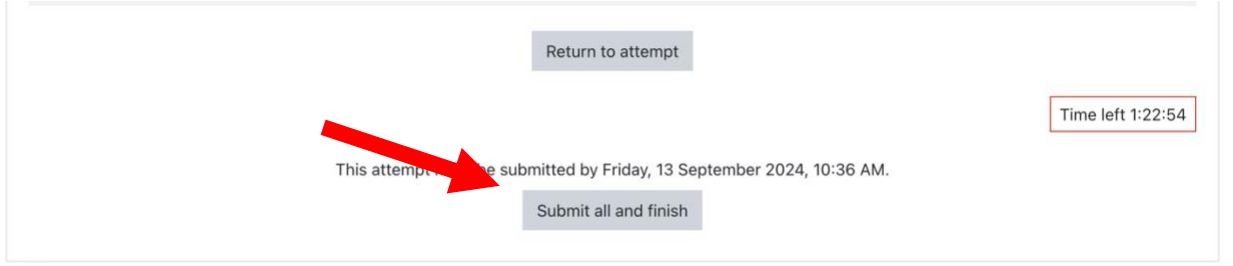 Return to attempt
Time left 1:22:54
This attempt be submitted by Friday, 13 September 2024, 10:36 AM.
Submit all and finish